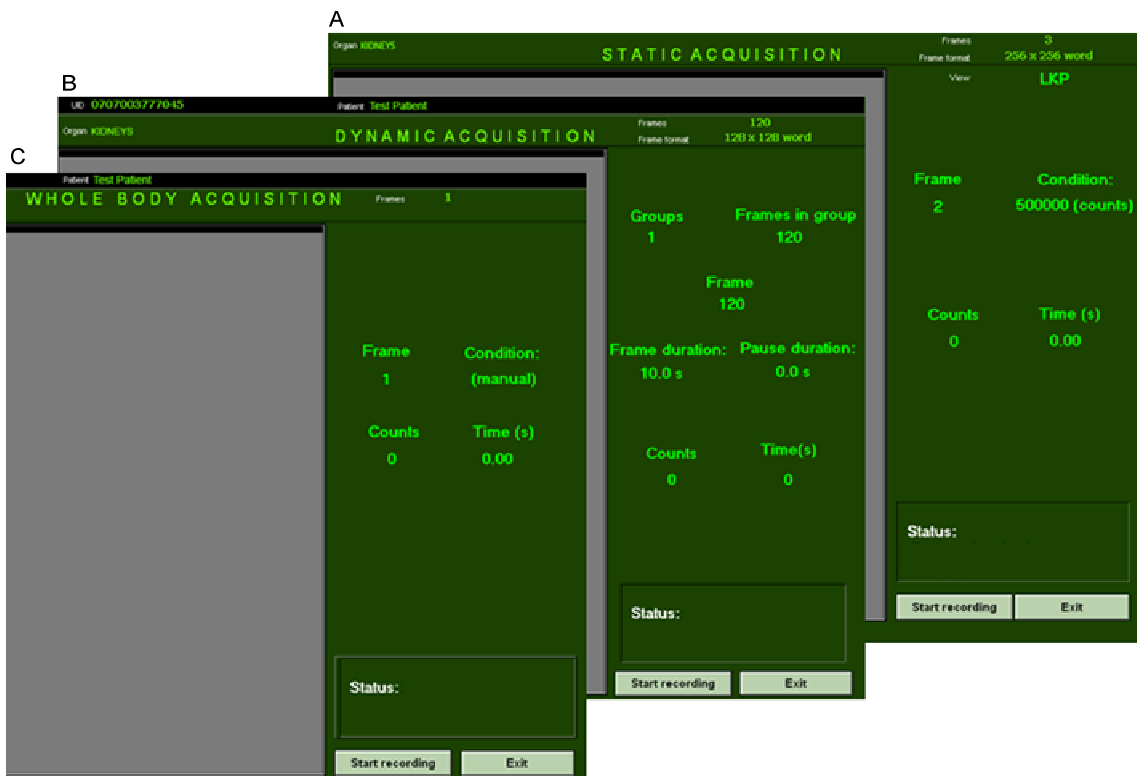 A
Organ KIDNEYS
STATIC ACQUISITION
Frames 3
Frame format 256 x 256 word
View LKP
Frame Condition:
2 500000 (counts)
Counts Time (s)
0 0.00
Status:
Start recording Exit
B
UID 0707003777045 Patient Test Patient
Organ KIDNEYS
DYNAMIC ACQUISITION
Frames 120
Frame format 128 x 128 word
Groups Frames in group
1 120
Frame
120
Frame duration: Pause duration:
10.0 s 0.0 s
Counts Time(s)
0 0
Status:
Start recording Exit
C
Patient Test Patient
WHOLE BODY ACQUISITION Frames 1
Frame Condition:
1 (manual)
Counts Time (s)
0 0.00
Status:
Start recording Exit